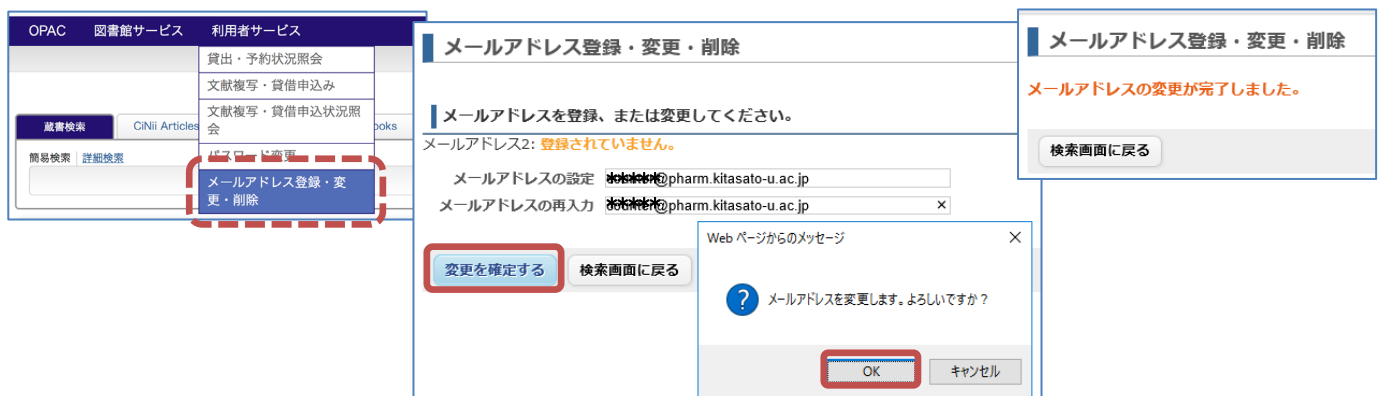 OPAC 図書館サービス 利用者サービス
貸出・予約状況照会
文献複写・貸借申込み
文献複写・貸借申込状況照
会
蔵書検索 CiNii Articles ooks
パスワード変更
簡易検索 詳細検索
メールアドレス登録・変
更・削除
メールアドレス登録・変更・削除
メールアドレスを登録、または変更してください。
メールアドレス2: 登録されていません。
メールアドレスの設定 @pharm.kitasato-u.ac.jp
メールアドレスの再入力 @pharm.kitasato-u.ac.jp ×
変更を確定する 検索画面に戻る
Web ページからのメッセージ ×
? メールアドレスを変更します。よろしいですか？
OK キャンセル
メールアドレス登録・変更・削除
メールアドレスの変更が完了しました。
検索画面に戻る